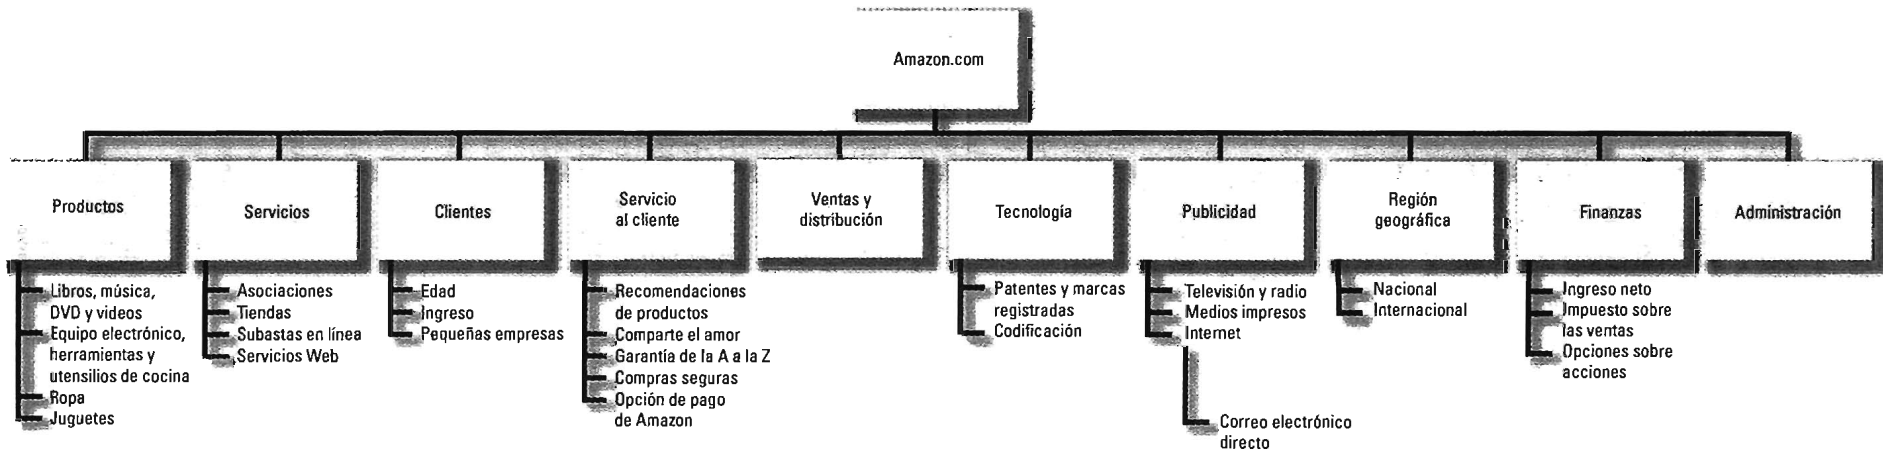 Amazon.com
Productos
Libros, música,
DVD y videos
Equipo electrónico,
herramientas y
utensilios de cocina
Ropa
Juguetes
Servicios
Asociaciones
Tiendas
Subastas en línea
Servicios Web
Clientes
Edad
Ingreso
Pequeñas empresas
Servicio
al cliente
Recomendaciones
de productos
Comparte el amor
Garantía de la A a la Z
Compras seguras
Opción de pago
de Amazon
Ventas y
distribución
Tecnología
Patentes y marcas
registradas
Codificación
Publicidad
Televisión y radio
Medios impresos
Internet
Correo electrónico
directo
Región
geográfica
Nacional
Internacional
Finanzas
Ingreso neto
Impuesto sobre
las ventas
Opciones sobre
acciones
Administración